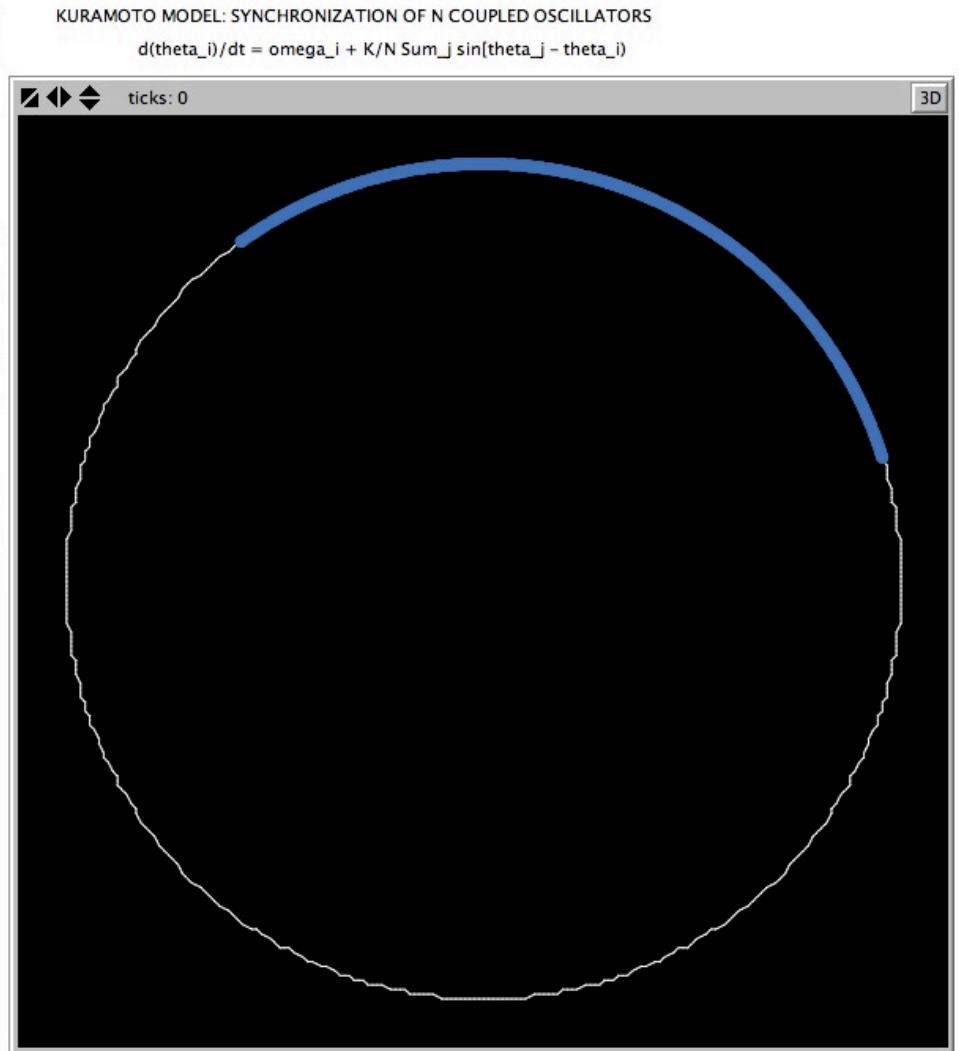 KURAMOTO MODEL: SYNCHRONIZATION OF N COUPLED OSCILLATORS
d(theta_i)/dt = omega_i + K/N Sum_j sin[theta_j - theta_i)
ticks: 0
3D